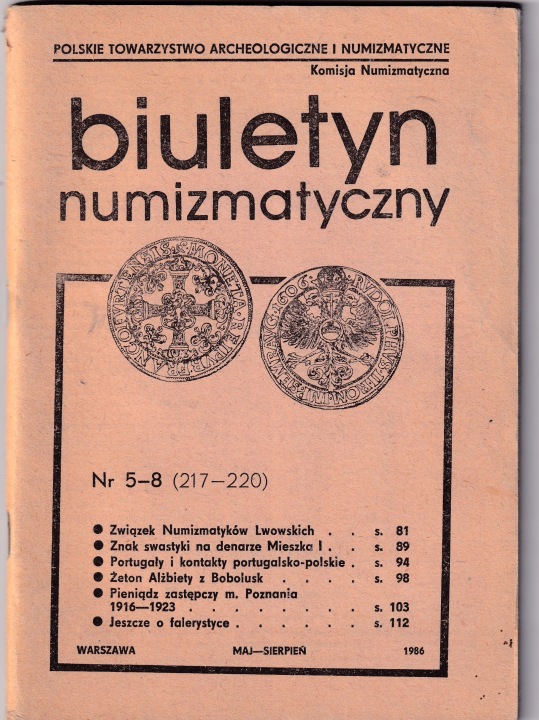 POLSKIE TOWARZYSTWO ARCHEOLOGICZNE I NUMIZMATYCZNE
Komisja Numizmatyczna
biuletyn
numizmatyczny
Nr 5–8 (217–220)
● Związek Numizmatyków Lwowskich . . s. 81
● Znak swastyki na denarze Mieszka I . . s. 89
● Portugały i kontakty portugalsko-polskie . s. 94
● Żeton Alżbiety z Bobolusk . . . . s. 98
● Pieniądz zastępczy m. Poznania
1916—1923 . . . . . . . . s. 103
● Jeszcze o falerystyce . . . . . . s. 112
WARSZAWA MAJ—SIERPIEŃ 1986